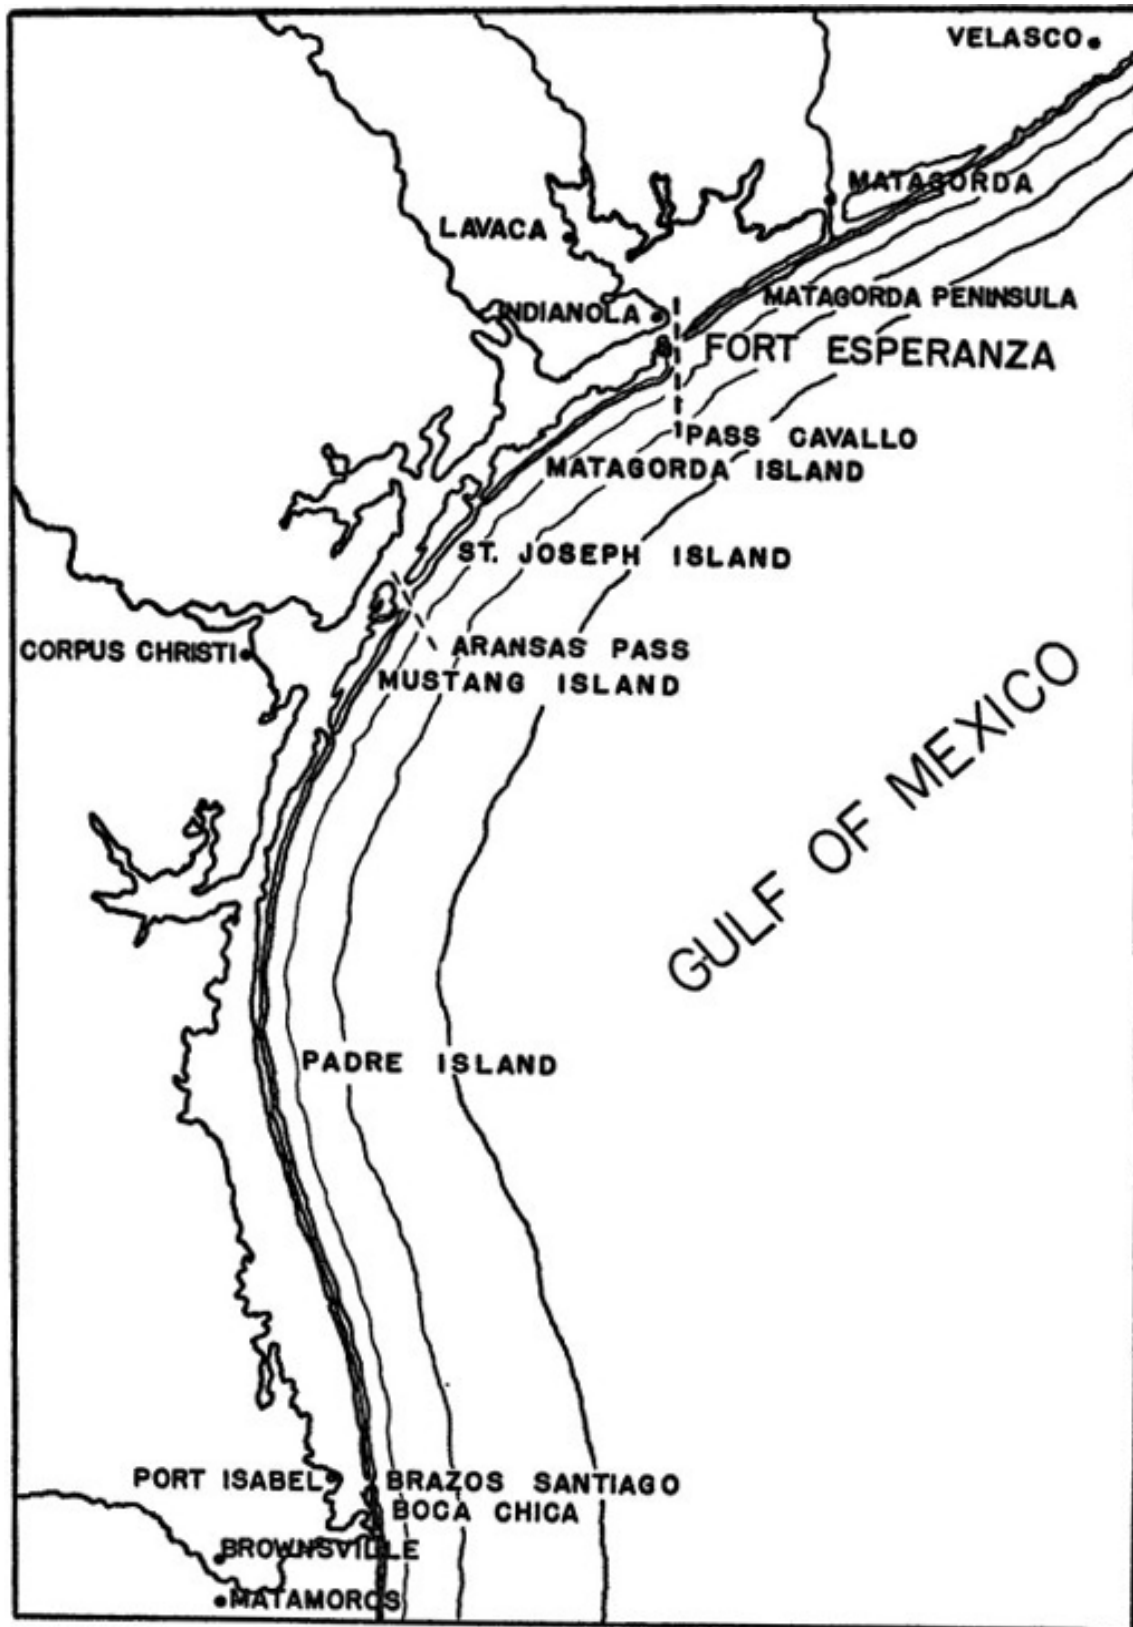 VELASCO
MATAGORDA
LAVACA
MATAGORDA PENINSULA
INDIANOLA
FORT ESPERANZA
PASS CAVALLO
MATAGORDA ISLAND
ST. JOSEPH ISLAND
ARANSAS PASS
CORPUS CHRISTI
MUSTANG ISLAND
GULF OF MEXICO
PADRE ISLAND
PORT ISABEL
BRAZOS SANTIAGO
BOCA CHICA
BROWNSVILLE
MATAMOROS